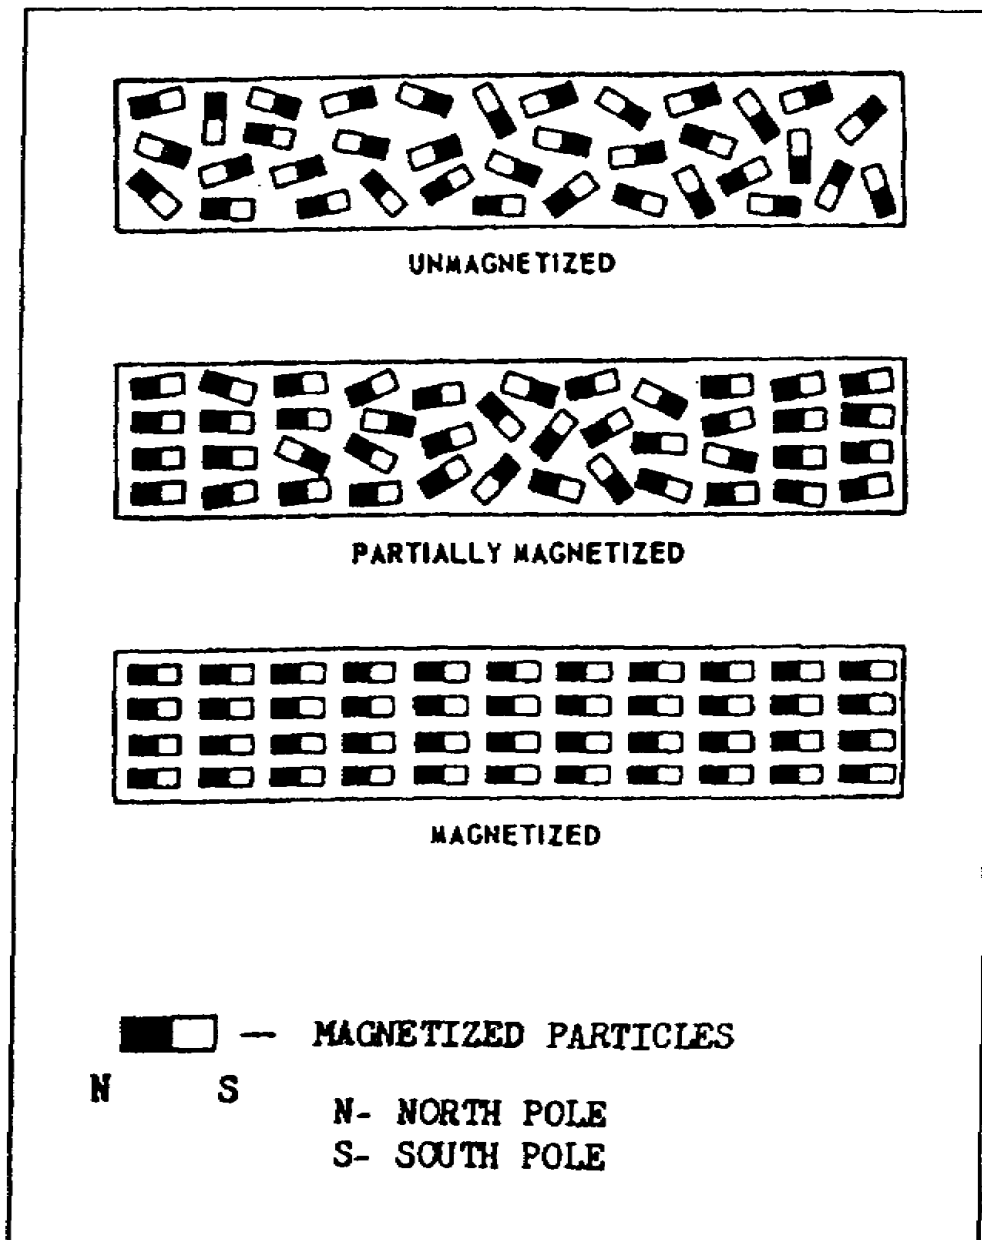 UNMAGNETIZED
PARTIALLY MAGNETIZED
MAGNETIZED
— MAGNETIZED PARTICLES
N S
N- NORTH POLE
S- SOUTH POLE